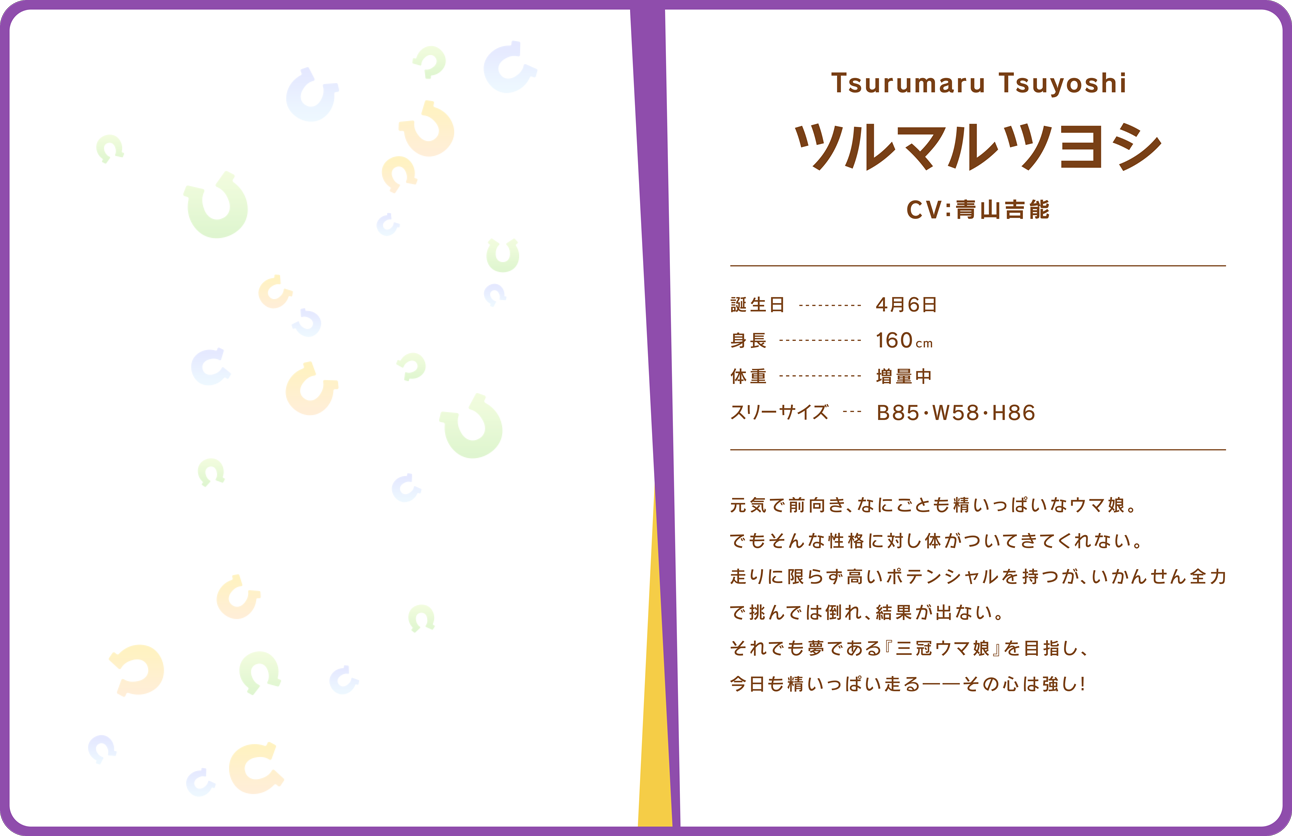 Tsurumaru Tsuyoshi
ツルマルツヨシ
CV:青山吉能
誕生日 ---------- 4月6日
身長 ------------- 160cm
体重 ------------- 増量中
スリーサイズ --- B85・W58・H86
元気で前向き、なにごとも精いっぱいなウマ娘。
でもそんな性格に対し体がついてきてくれない。
走りに限らず高いポテンシャルを持つが、いかんせん全力
で挑んでは倒れ、結果が出ない。
それでも夢である『三冠ウマ娘』を目指し、
今日も精いっぱい走る——その心は強し!